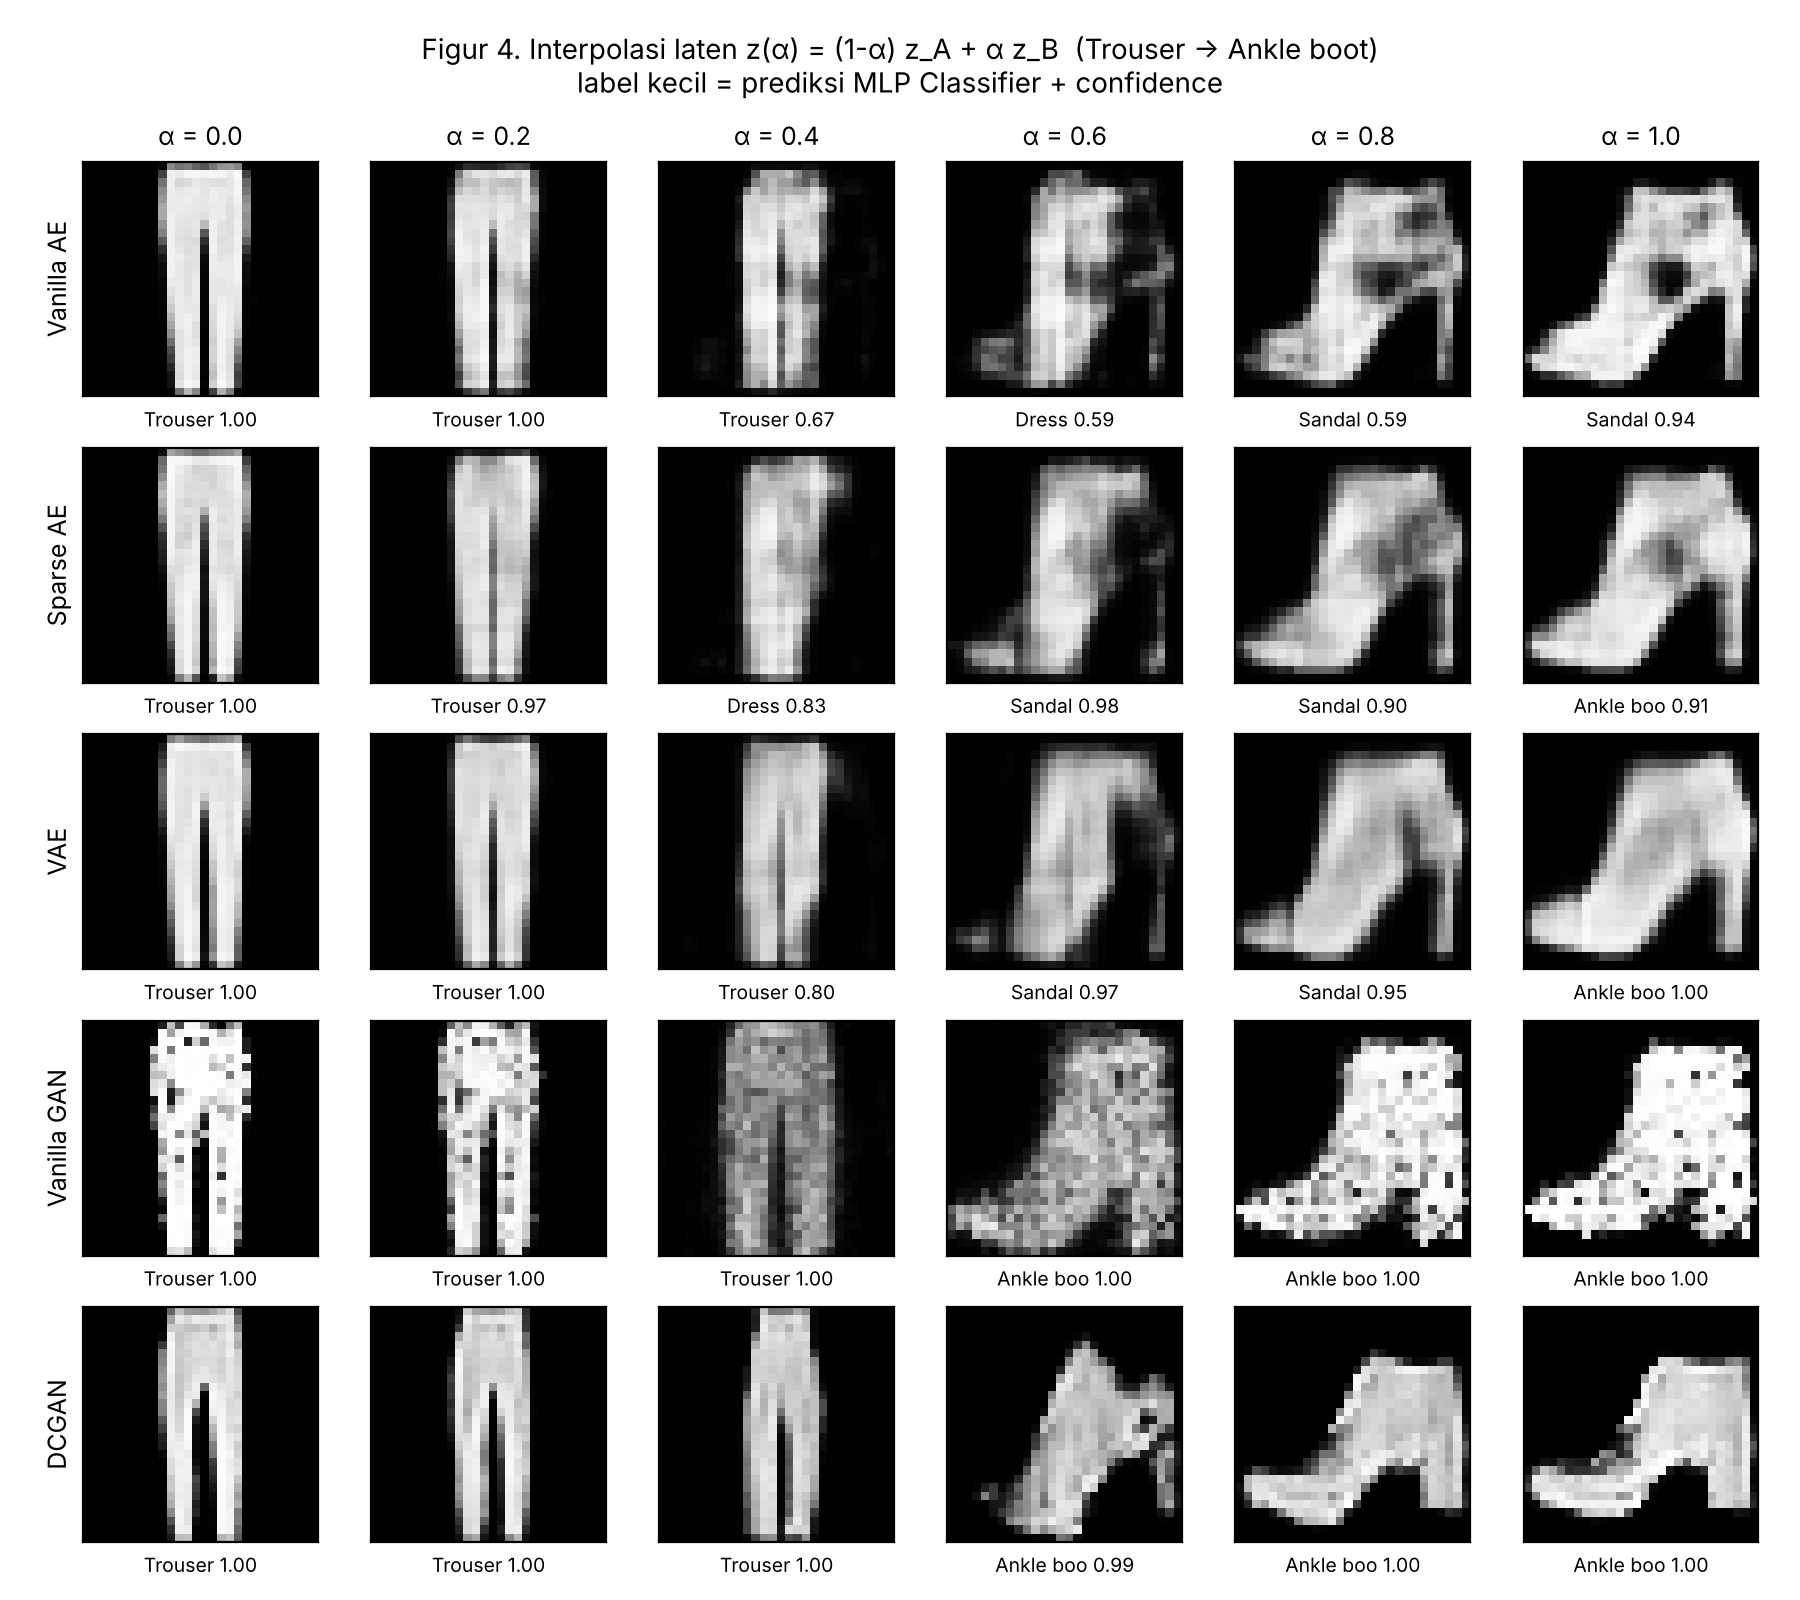 Figur 4. Interpolasi laten z(α) = (1-α) z_A + α z_B (Trouser → Ankle boot)
label kecil = prediksi MLP Classifier + confidence
α = 0.0 α = 0.2 α = 0.4 α = 0.6 α = 0.8 α = 1.0
Vanilla AE
Trouser 1.00 Trouser 1.00 Trouser 0.67 Dress 0.59 Sandal 0.59 Sandal 0.94
Sparse AE
Trouser 1.00 Trouser 0.97 Dress 0.83 Sandal 0.98 Sandal 0.90 Ankle boo 0.91
VAE
Trouser 1.00 Trouser 1.00 Trouser 0.80 Sandal 0.97 Sandal 0.95 Ankle boo 1.00
Vanilla GAN
Trouser 1.00 Trouser 1.00 Trouser 1.00 Ankle boo 1.00 Ankle boo 1.00 Ankle boo 1.00
DCGAN
Trouser 1.00 Trouser 1.00 Trouser 1.00 Ankle boo 0.99 Ankle boo 1.00 Ankle boo 1.00